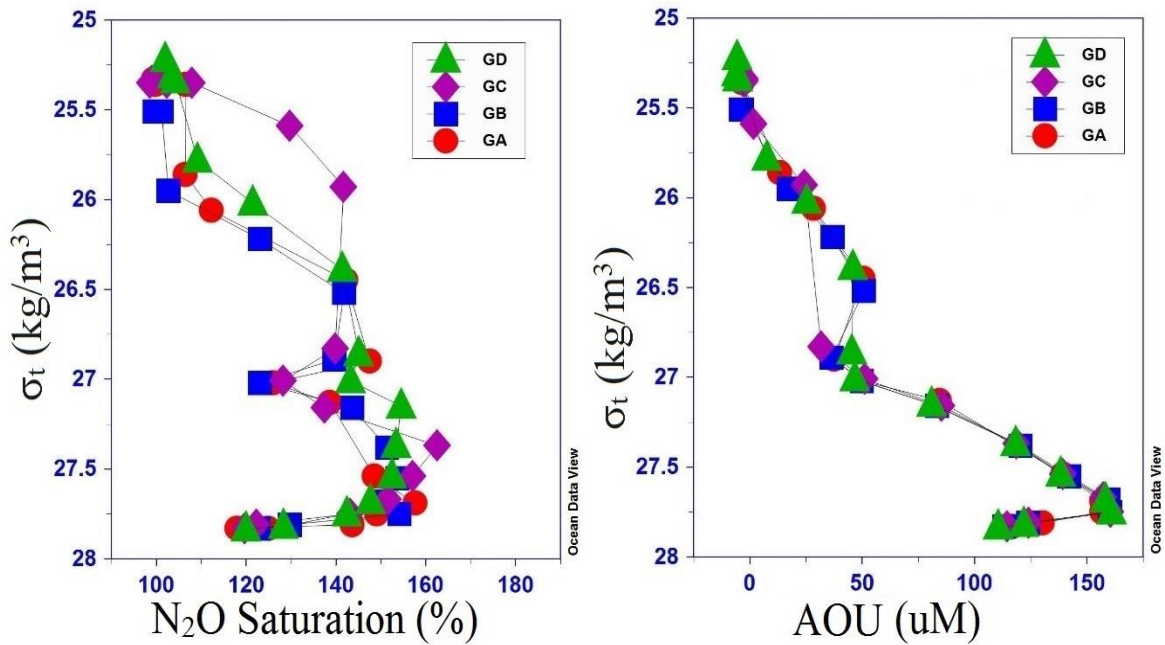 25
25.5
26
26.5
27
27.5
28
σt (kg/m³)
100
120
140
160
180
N₂O Saturation (%)
GD
GC
GB
GA
Ocean Data View
25
25.5
26
26.5
27
27.5
28
σt (kg/m³)
0
50
100
150
AOU (uM)
GD
GC
GB
GA
Ocean Data View